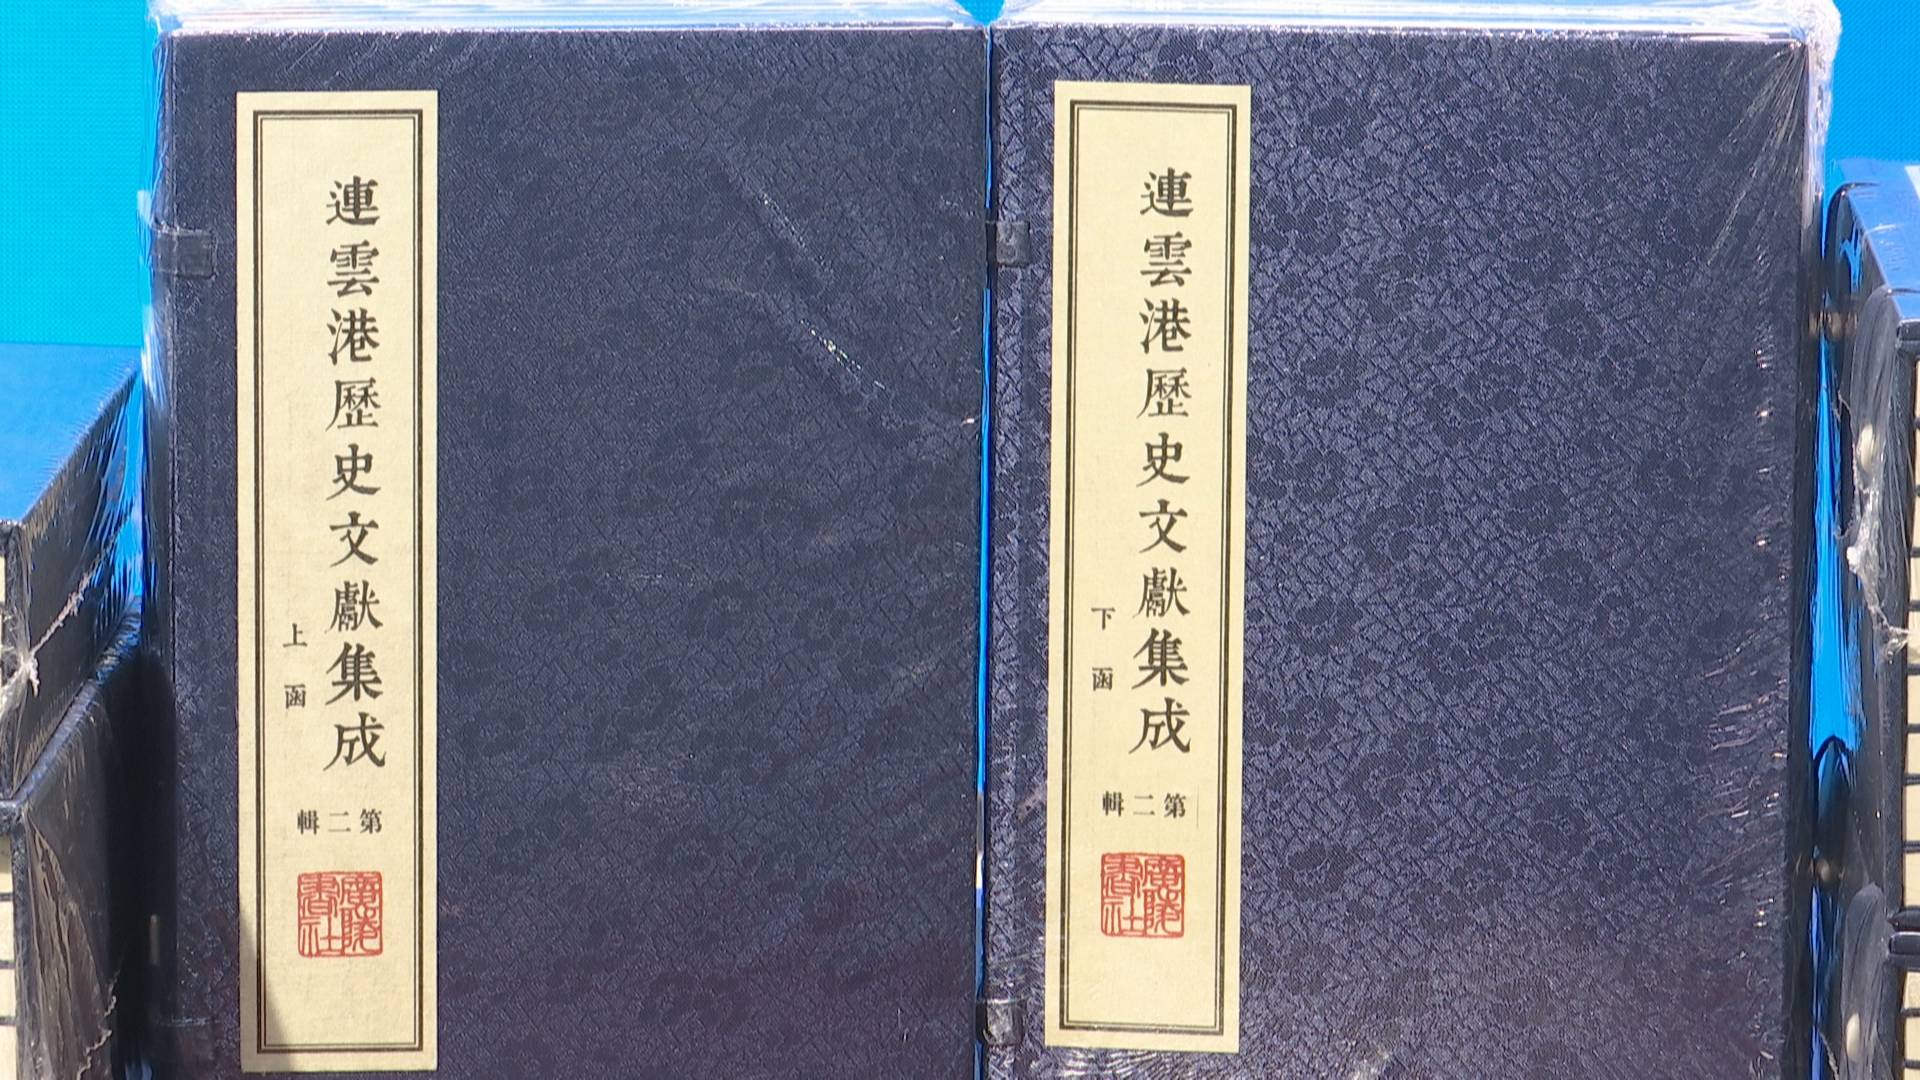 連雲港歷史文獻集成
上函
第二輯
廣陵書社
連雲港歷史文獻集成
下函
第二輯
廣陵書社